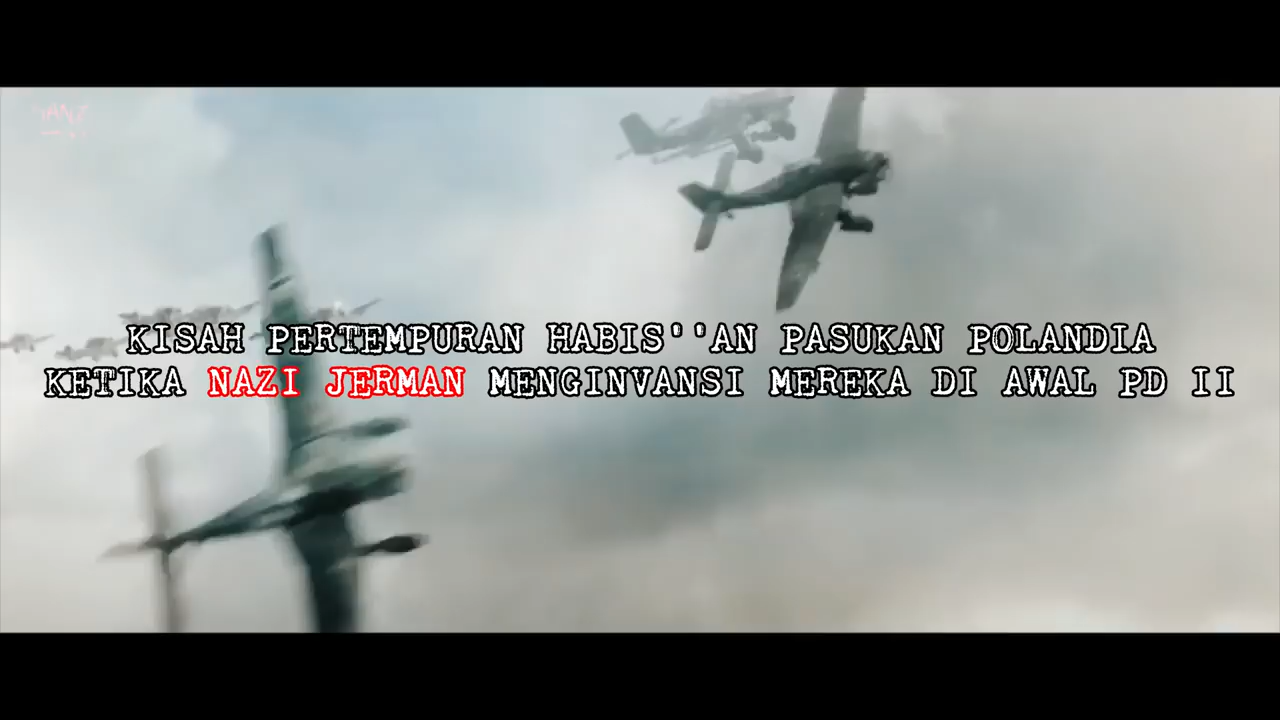 KISAH PERTEMPURAN HABIS''AN PASUKAN POLANDIA
KETIKA NAZI JERMAN MENGINVANSI MEREKA DI AWAL PD II